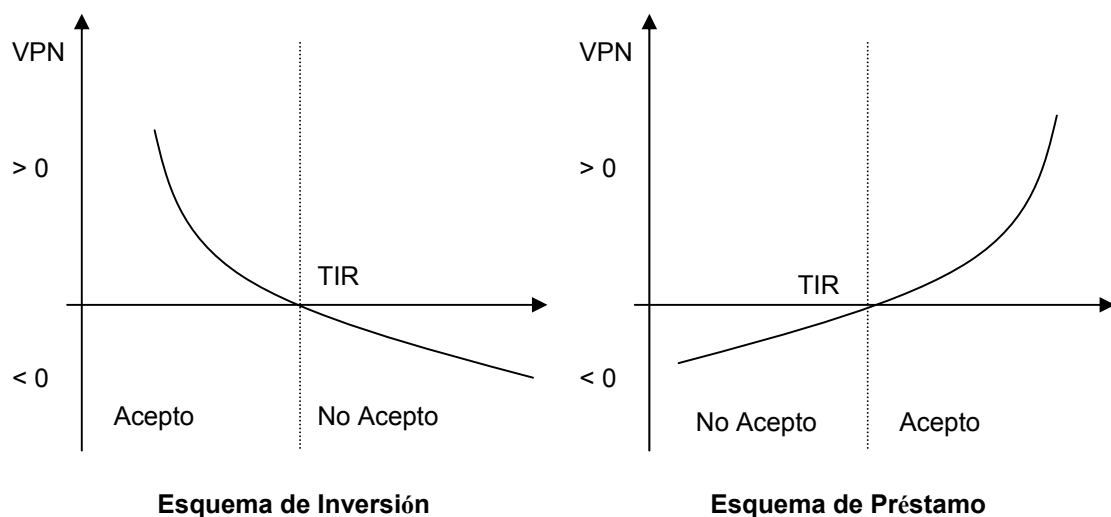 VPN
> 0
TIR
< 0
Acepto
No Acepto
Esquema de Inversión
VPN
> 0
TIR
< 0
No Acepto
Acepto
Esquema de Préstamo